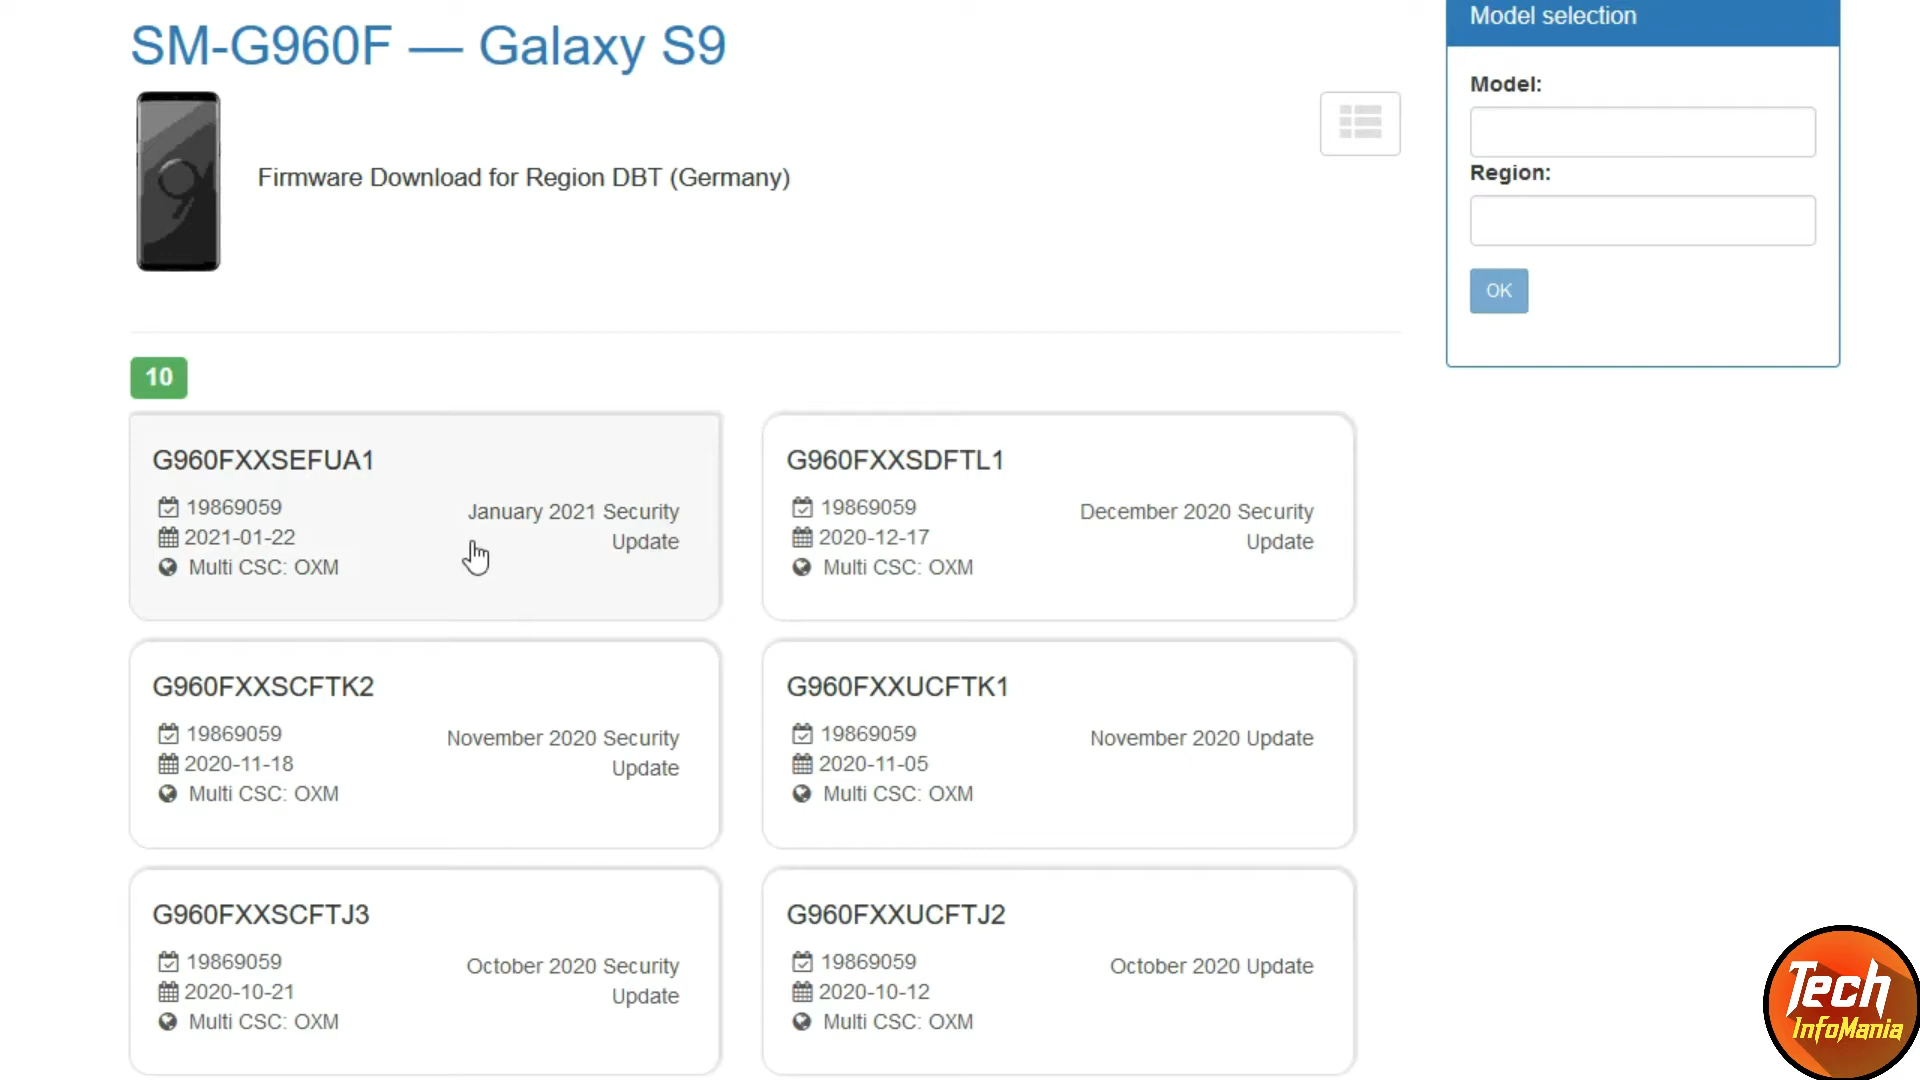 SM-G960F — Galaxy S9
Firmware Download for Region DBT (Germany)
Model selection
Model:
Region:
OK
10
G960FXXSEFUA1
19869059
2021-01-22
Multi CSC: OXM
January 2021 Security
Update
G960FXXSDFTL1
19869059
2020-12-17
Multi CSC: OXM
December 2020 Security
Update
G960FXXSCFTK2
19869059
2020-11-18
Multi CSC: OXM
November 2020 Security
Update
G960FXXUCFTK1
19869059
2020-11-05
Multi CSC: OXM
November 2020 Update
G960FXXSCFTJ3
19869059
2020-10-21
Multi CSC: OXM
October 2020 Security
Update
G960FXXUCFTJ2
19869059
2020-10-12
Multi CSC: OXM
October 2020 Update
Tech
InfoMania